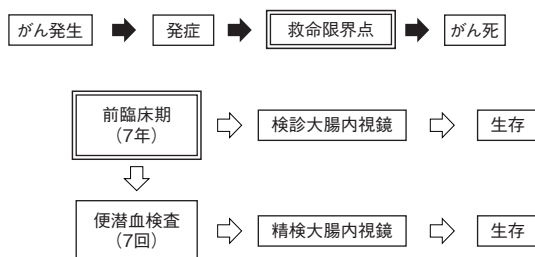 がん発生
発症
救命限界点
がん死
前臨床期
(7年)
検診大腸内視鏡
生存
便潜血検査
(7回)
精検大腸内視鏡
生存